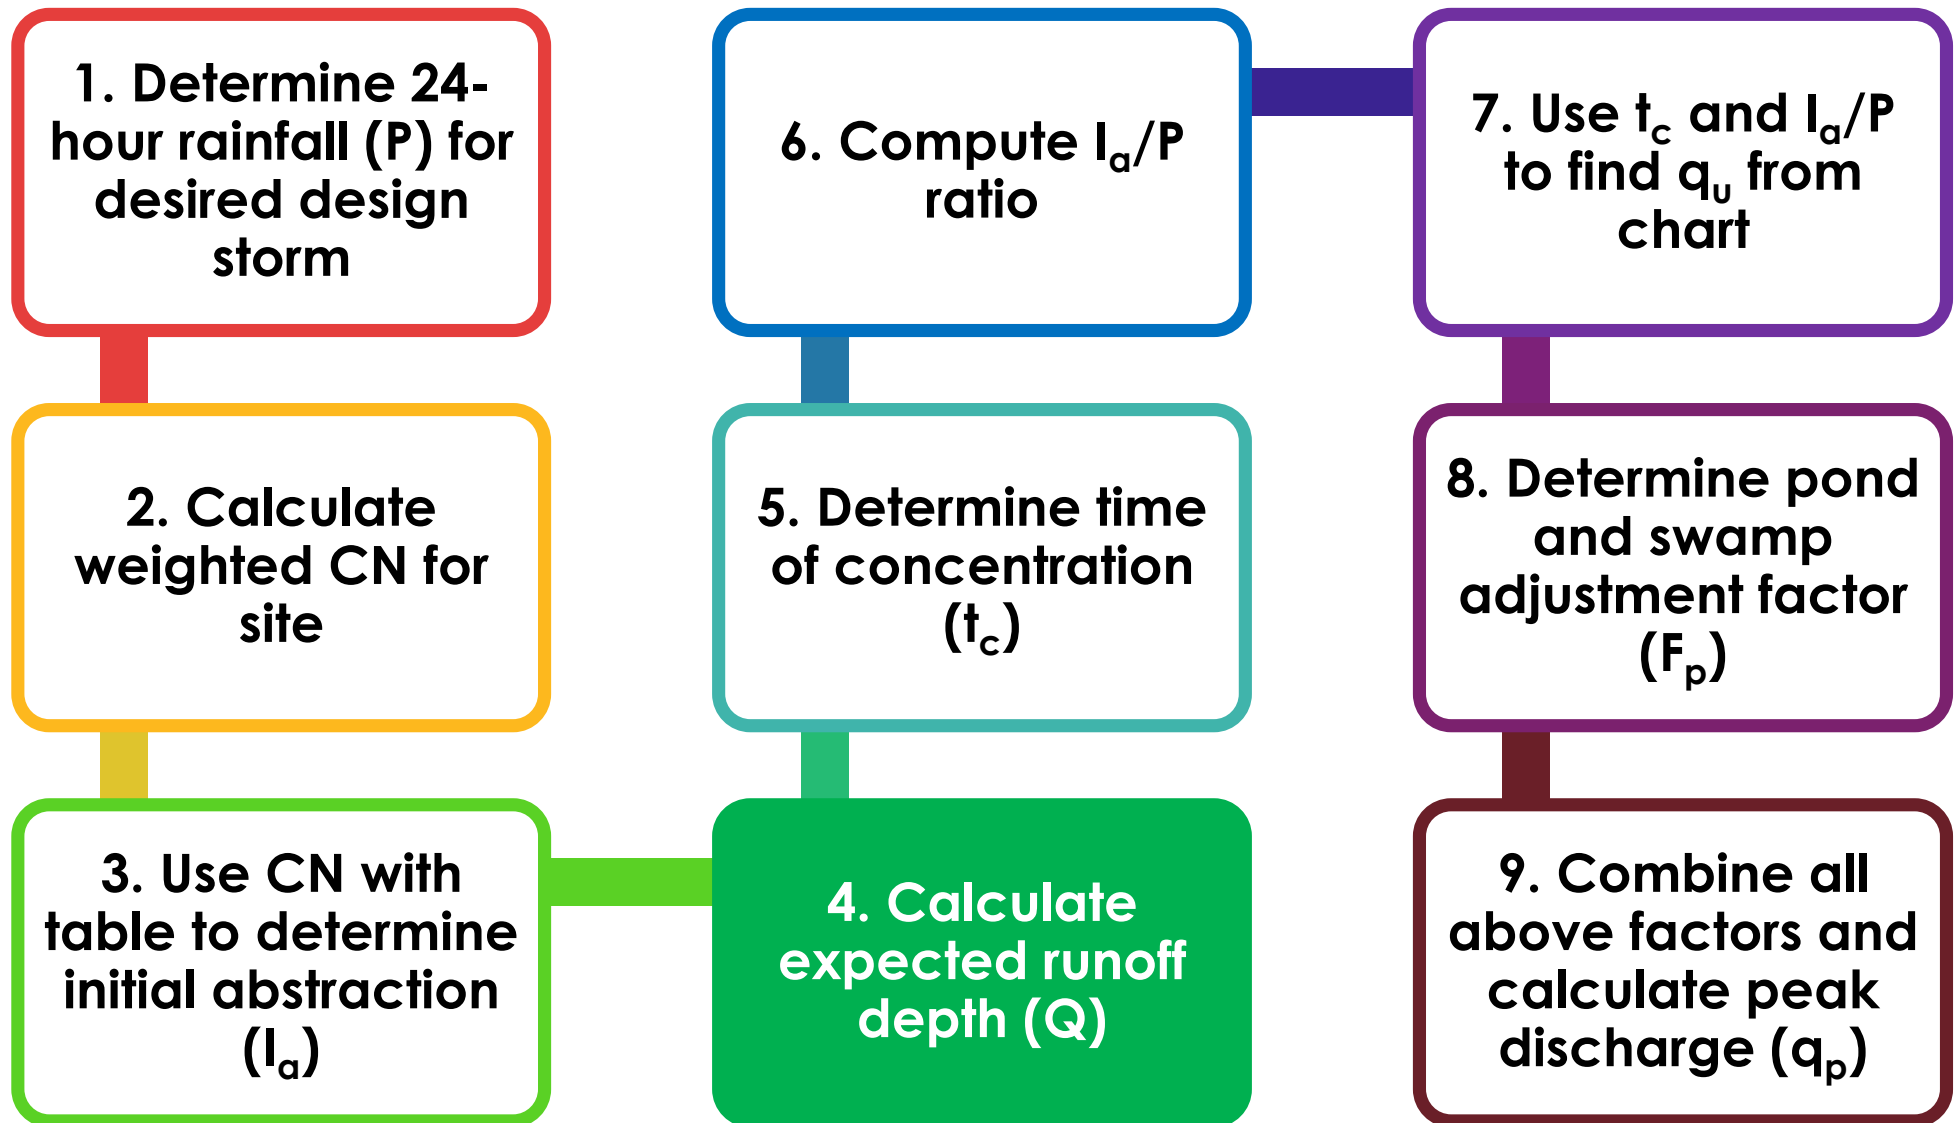 1. Determine 24-
hour rainfall (P) for
desired design
storm
2. Calculate
weighted CN for
site
3. Use CN with
table to determine
initial abstraction
(Iₐ)
4. Calculate
expected runoff
depth (Q)
5. Determine time
of concentration
(t_c)
6. Compute Iₐ/P
ratio
7. Use t_c and Iₐ/P
to find qᵤ from
chart
8. Determine pond
and swamp
adjustment factor
(Fₚ)
9. Combine all
above factors and
calculate peak
discharge (qₚ)